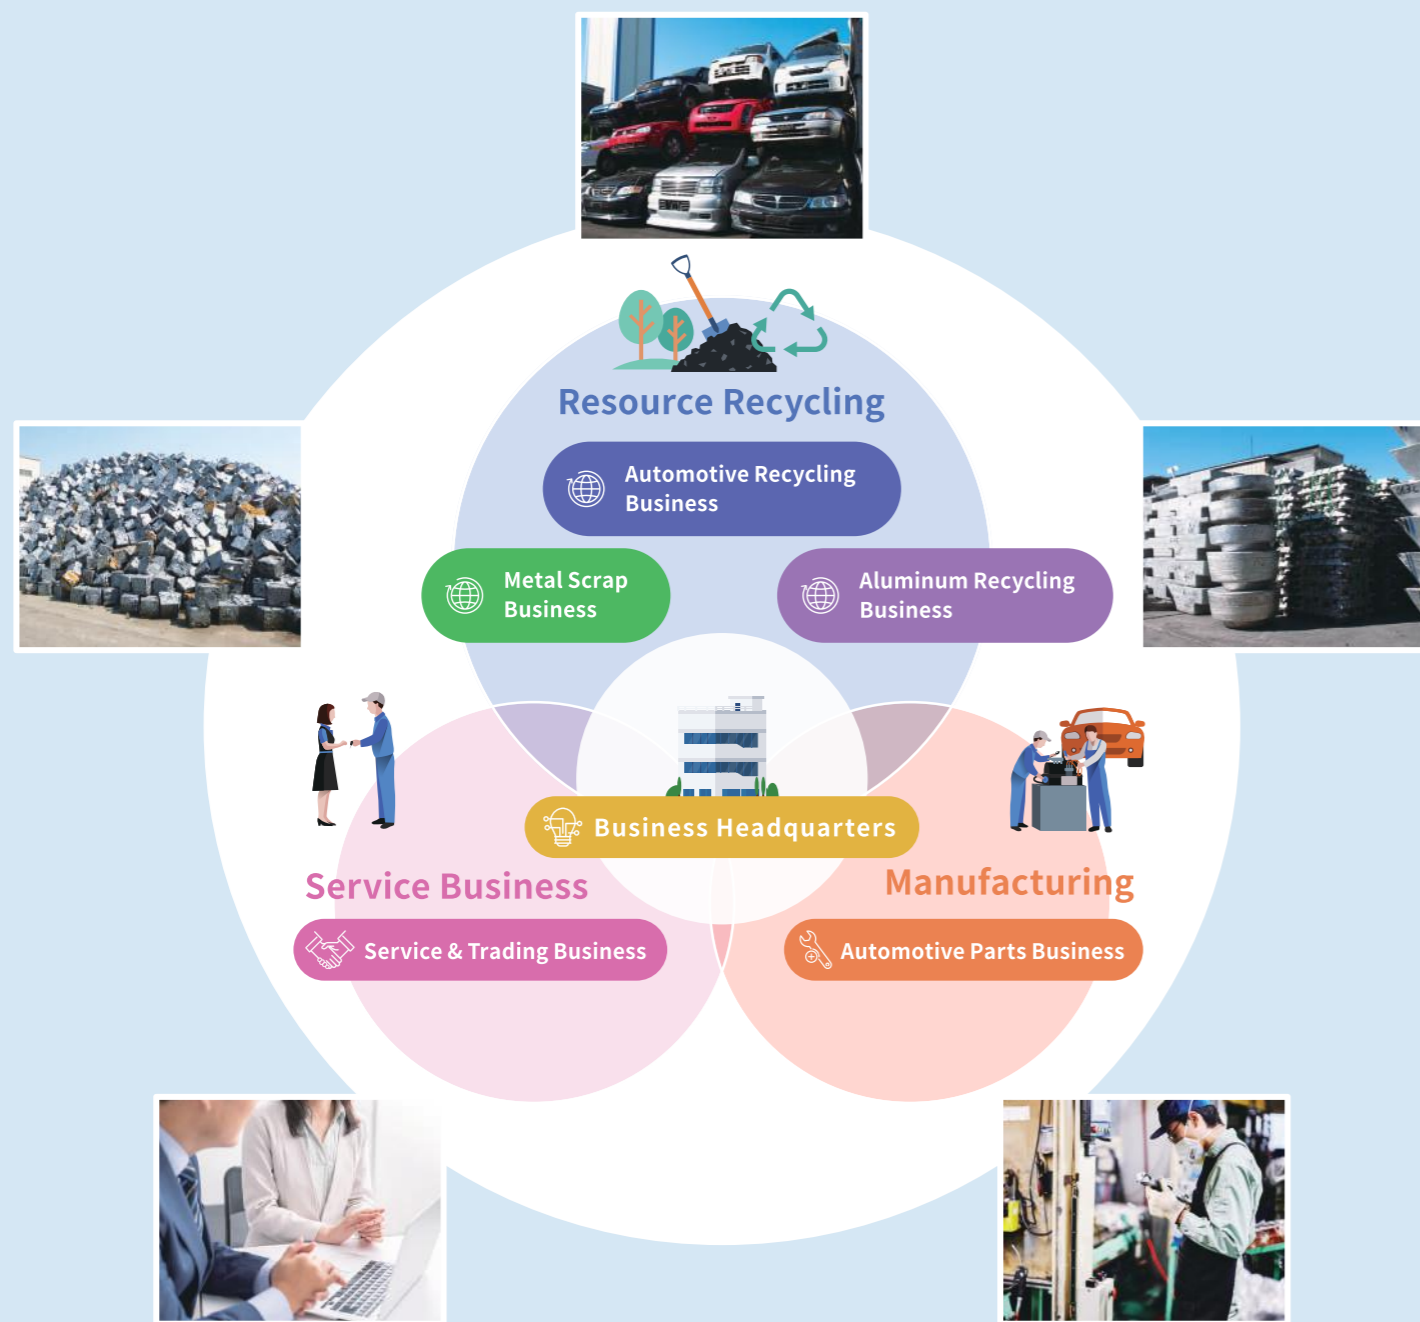 Resource Recycling
Automotive Recycling
Business
Metal Scrap
Business
Aluminum Recycling
Business
Business Headquarters
Service Business
Service & Trading Business
Manufacturing
Automotive Parts Business